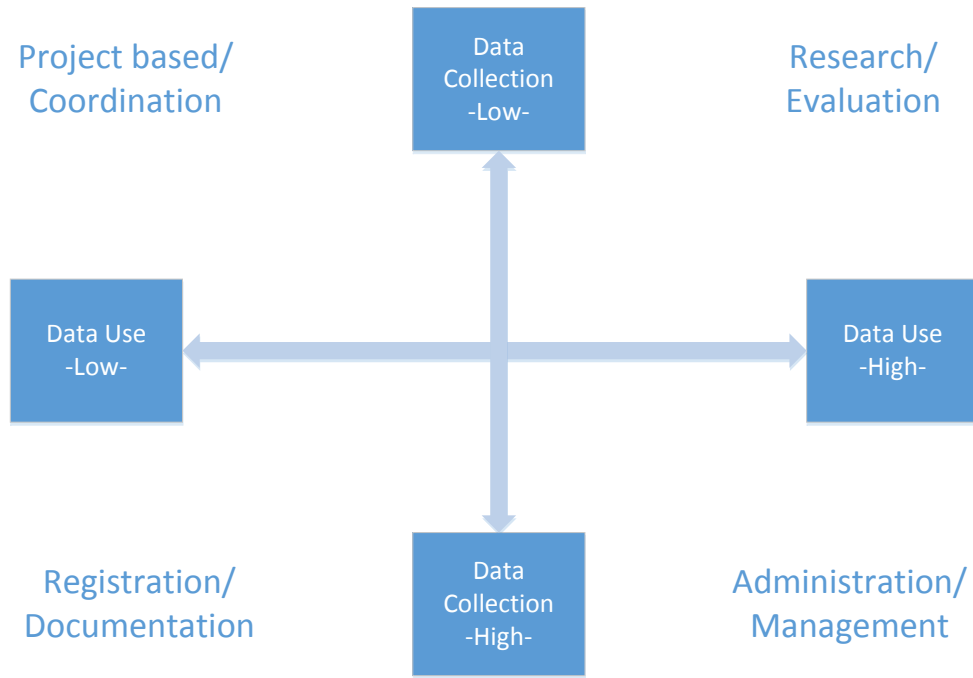 Project based/
Coordination
Data
Collection
-Low-
Research/
Evaluation
Data Use
-Low-
Data Use
-High-
Registration/
Documentation
Data
Collection
-High-
Administration/
Management